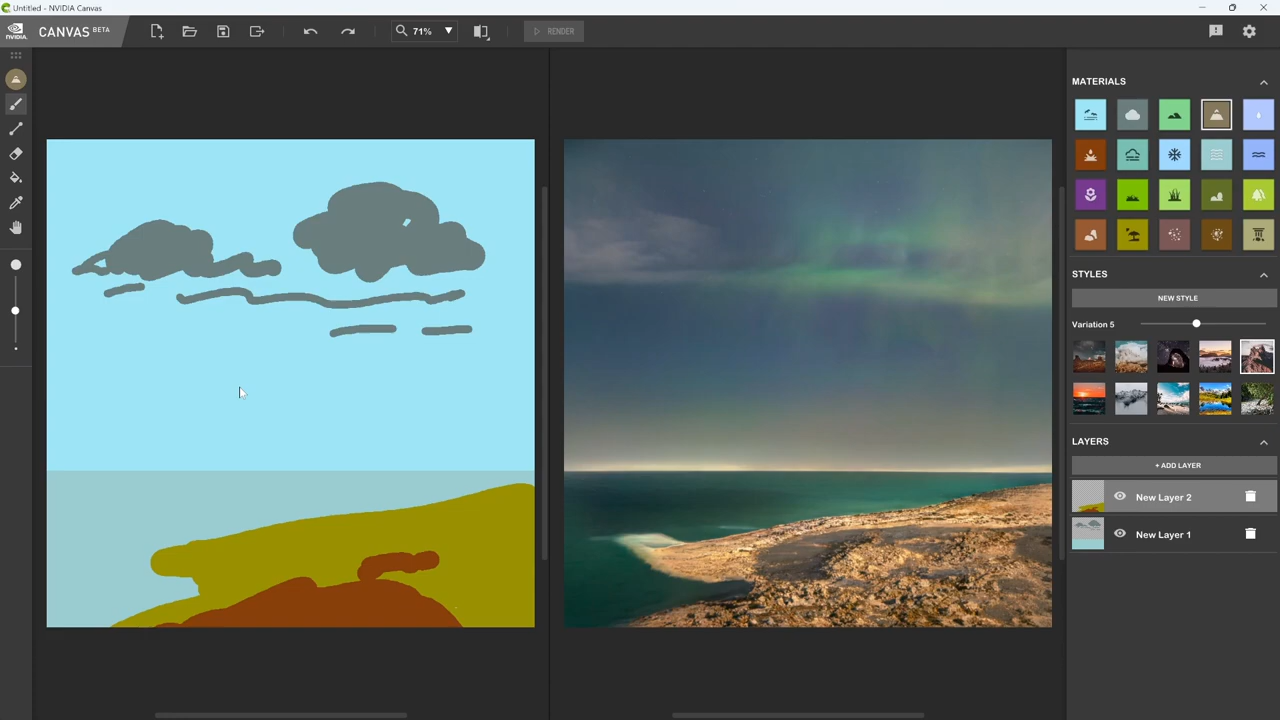 Untitled - NVIDIA Canvas
NVIDIA
CANVAS BETA
71%
RENDER
MATERIALS
STYLES
NEW STYLE
Variation 5
LAYERS
+ ADD LAYER
New Layer 2
New Layer 1